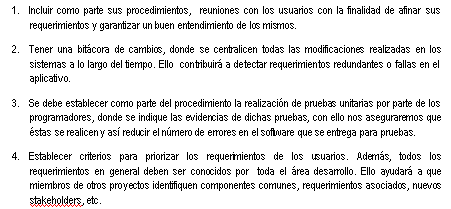 1. Incluir como parte sus procedimientos, reuniones con los usuarios con la finalidad de afinar sus
requerimientos y garantizar un buen entendimiento de los mismos.
2. Tener una bitácora de cambios, donde se centralicen todas las modificaciones realizadas en los
sistemas a lo largo del tiempo. Ello contribuirá a detectar requerimientos redundantes o fallas en el
aplicativo.
3. Se debe establecer como parte del procedimiento la realización de pruebas unitarias por parte de los
programadores, donde se indique las evidencias de dichas pruebas, con ello nos aseguraremos que
éstas se realicen y así reducir el número de errores en el software que se entrega para pruebas.
4. Establecer criterios para priorizar los requerimientos de los usuarios. Además, todos los
requerimientos en general deben ser conocidos por toda el área desarrollo. Ello ayudará a que
miembros de otros proyectos identifiquen componentes comunes, requerimientos asociados, nuevos
stakeholders, etc.